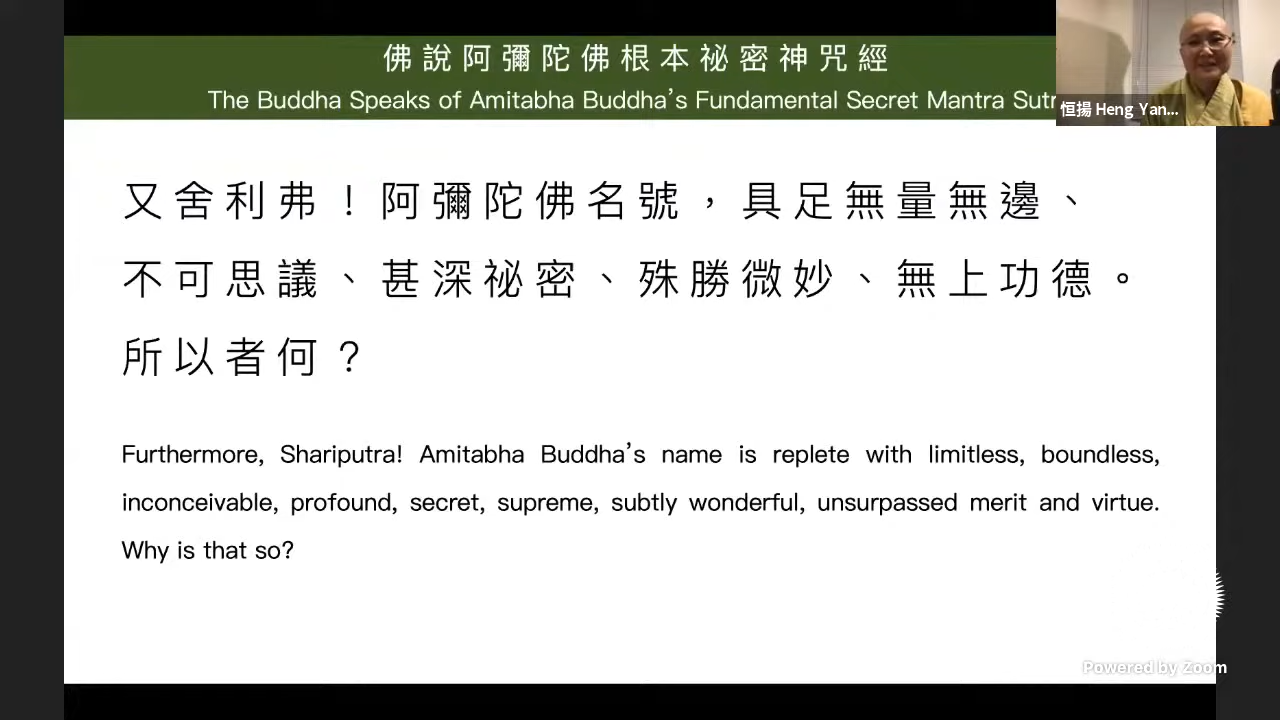 佛說阿彌陀佛根本祕密神咒經
The Buddha Speaks of Amitabha Buddha's Fundamental Secret Mantra
恒揚 Heng Yan...
又舍利弗！阿彌陀佛名號，具足無量無邊、
不可思議、甚深祕密、殊勝微妙、無上功德。
所以者何？
Furthermore, Shariputra! Amitabha Buddha's name is replete with limitless, boundless,
inconceivable, profound, secret, supreme, subtly wonderful, unsurpassed merit and virtue.
Why is that so?
Powered by Zoom